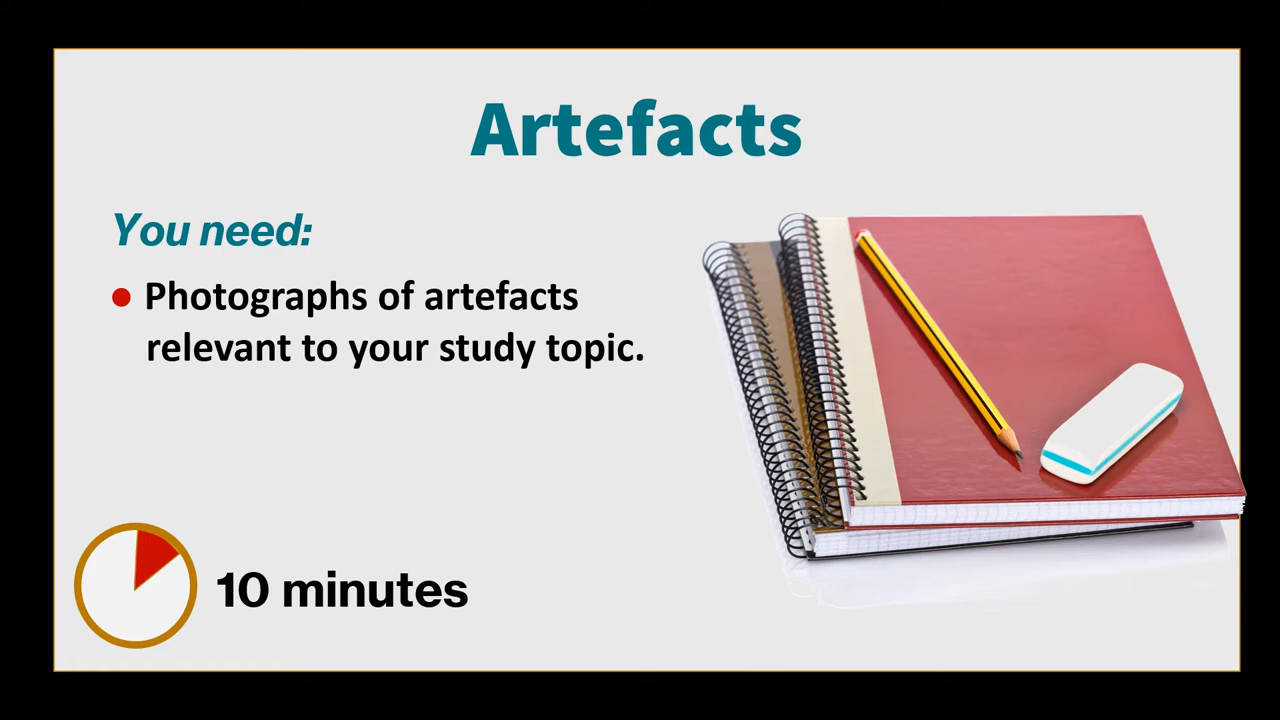 Artefacts
You need:
● Photographs of artefacts
relevant to your study topic.
10 minutes